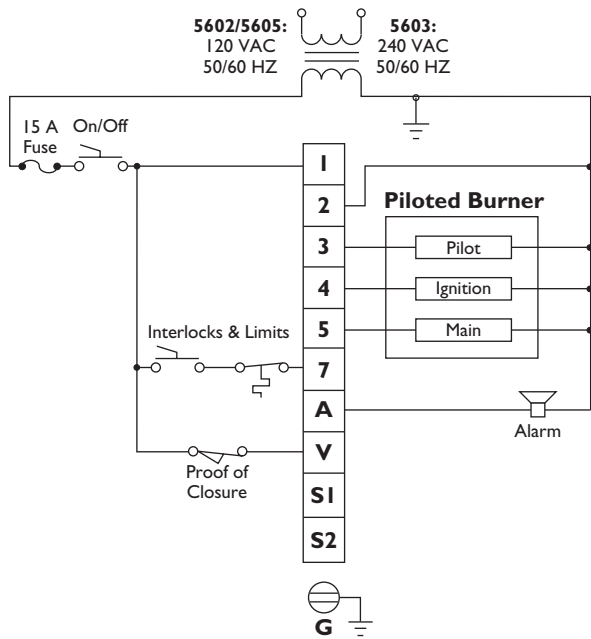 5602/5605:
120 VAC
50/60 HZ
5603:
240 VAC
50/60 HZ
15 A
Fuse
On/Off
1
2
Piloted Burner
3
Pilot
4
Ignition
5
Main
Interlocks & Limits
7
A
Alarm
V
Proof of
Closure
S1
S2
G